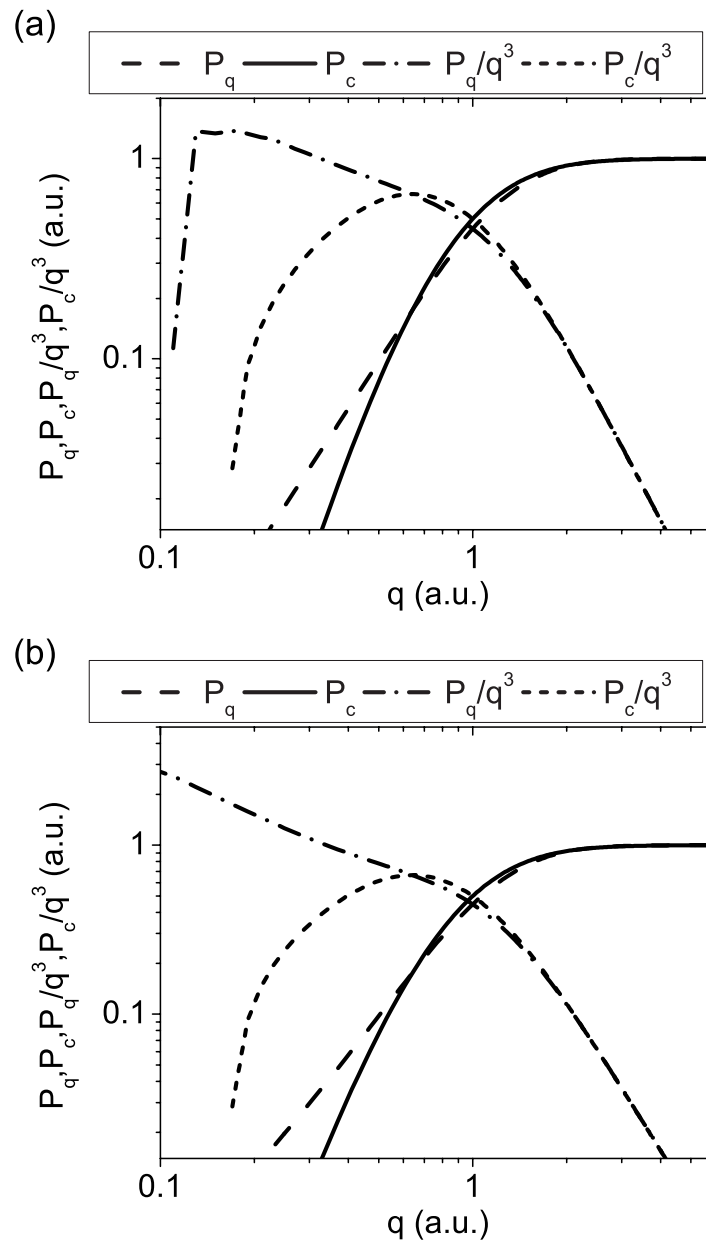 (a)
P_q P_c P_q/q^3 P_c/q^3
P_q,P_c,P_q/q^3,P_c/q^3 (a.u.)
1
0.1
0.1 1
q (a.u.)
(b)
P_q P_c P_q/q^3 P_c/q^3
P_q,P_c,P_q/q^3,P_c/q^3 (a.u.)
1
0.1
0.1 1
q (a.u.)